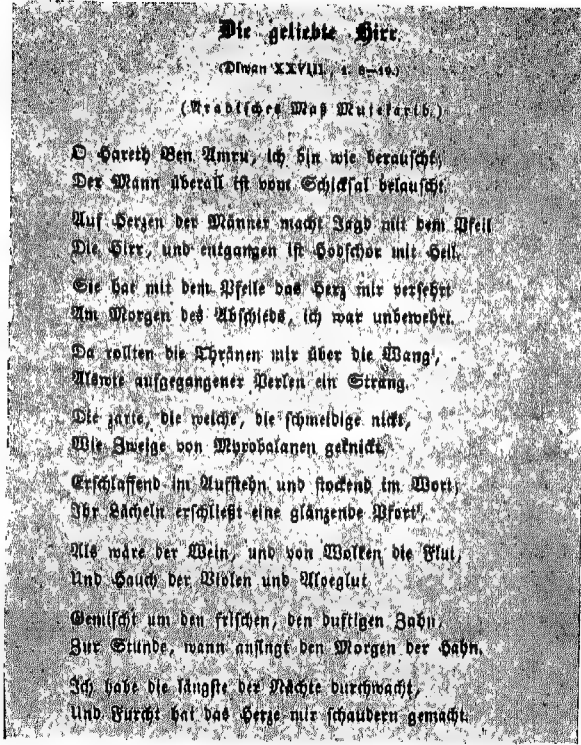 Die geliebte Hirr.
(Diwan XXVIII, 1. 8—19.)
(Arabisches Maß Mutekarib.)
O Hareth Ben Amru, ich bin wie berauscht;
Der Mann überall ist vom Schicksal belauscht.
Auf Herzen der Männer macht Jagd mit dem Pfeil
Die Hirr, und entgangen ist Hodschor mit Heil.
Sie hat mit dem Pfeile das Herz mir versehrt
Am Morgen des Abschieds, ich war unbewehrt.
Da rollten die Thränen mir über die Wang',
Alswie aufgegangener Perlen ein Strang.
Die zarte, die weiche, die schmeidige nickt,
Wie Zweige von Myrobalanen geknickt.
Erschlaffend im Aufstehn und stockend im Wort;
Ihr Lächeln erschließt eine glänzende Pfort',
Als wäre der Wein, und von Wolken die Flut,
Und Hauch der Violen und Aloeglut
Gemischt um den frischen, den duftigen Zahn,
Zur Stunde, wann ansingt den Morgen der Hahn.
Ich habe die längste der Nächte durchwacht,
Und Furcht hat das Herze mir schaudern gemacht.